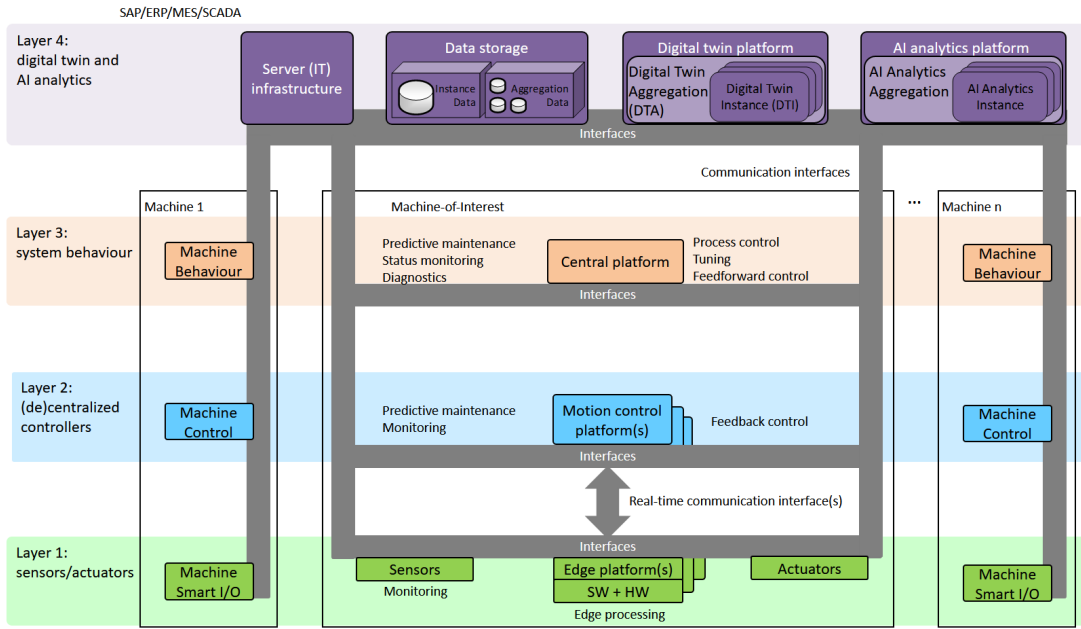 SAP/ERP/MES/SCADA
Layer 4:
digital twin and
AI analytics
Server (IT)
infrastructure
Data storage
Instance
Data
Aggregation
Data
Digital twin platform
Digital Twin
Aggregation
(DTA)
Digital Twin
Instance (DTI)
AI analytics platform
AI Analytics
Aggregation
AI Analytics
Instance
Interfaces
Communication interfaces
Machine 1
Machine-of-Interest
...
Machine n
Layer 3:
system behaviour
Machine
Behaviour
Predictive maintenance
Status monitoring
Diagnostics
Central platform
Process control
Tuning
Feedforward control
Machine
Behaviour
Interfaces
Layer 2:
(de)centralized
controllers
Machine
Control
Predictive maintenance
Monitoring
Motion control
platform(s)
Feedback control
Machine
Control
Interfaces
Real-time communication interface(s)
Layer 1:
sensors/actuators
Interfaces
Machine
Smart I/O
Sensors
Monitoring
Edge platform(s)
SW + HW
Edge processing
Actuators
Machine
Smart I/O